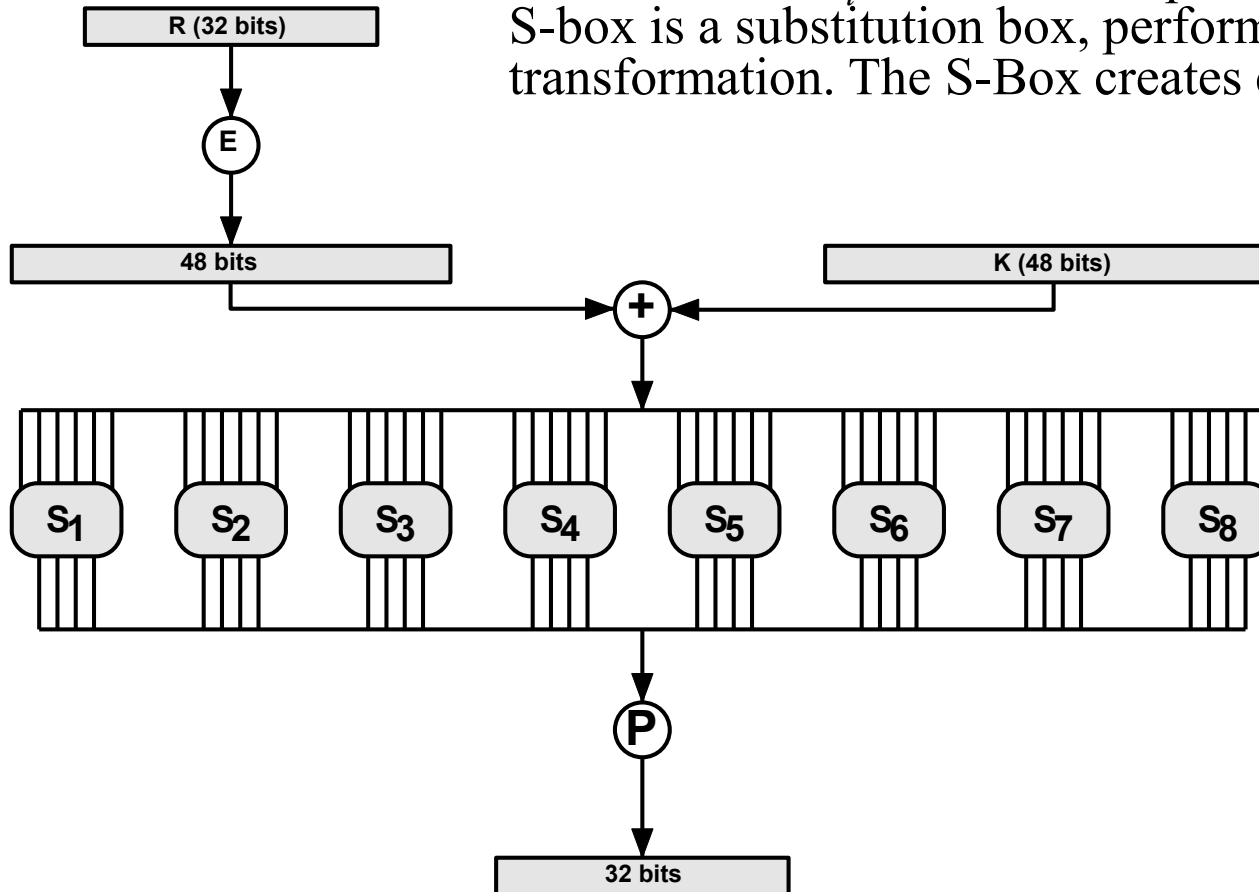 R (32 bits)
S-box is a substitution box, perform
transformation. The S-Box creates
E
48 bits
K (48 bits)
+
S1 S2 S3 S4 S5 S6 S7 S8
P
32 bits